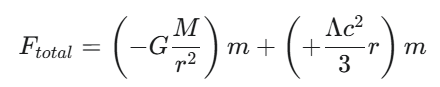 $F_{total} = \left(-G\frac{M}{r^2}\right)m + \left(+\frac{\Lambda c^2}{3}r\right)m$